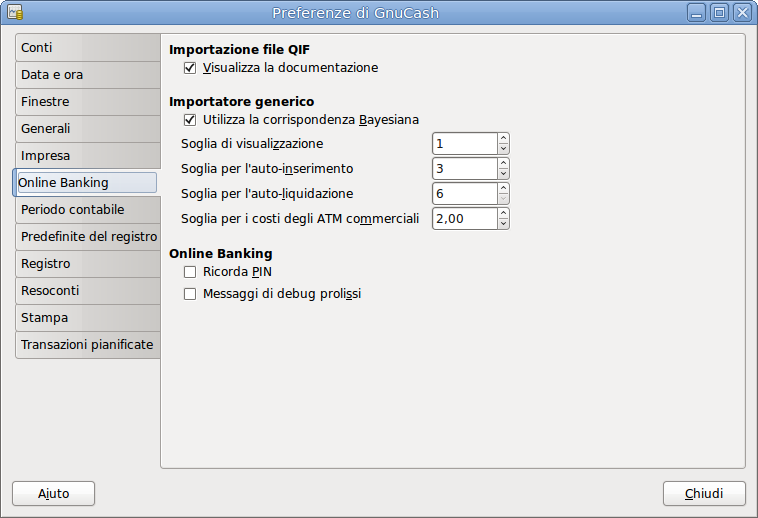 Preferenze di GnuCash
Conti
Data e ora
Finestre
Generali
Impresa
Online Banking
Periodo contabile
Predefinite del registro
Registro
Resoconti
Stampa
Transazioni pianificate
Importazione file QIF
Visualizza la documentazione
Importatore generico
Utilizza la corrispondenza Bayesiana
Soglia di visualizzazione 1
Soglia per l'auto-inserimento 3
Soglia per l'auto-liquidazione 6
Soglia per i costi degli ATM commerciali 2,00
Online Banking
Ricorda PIN
Messaggi di debug prolissi
Aiuto
Chiudi